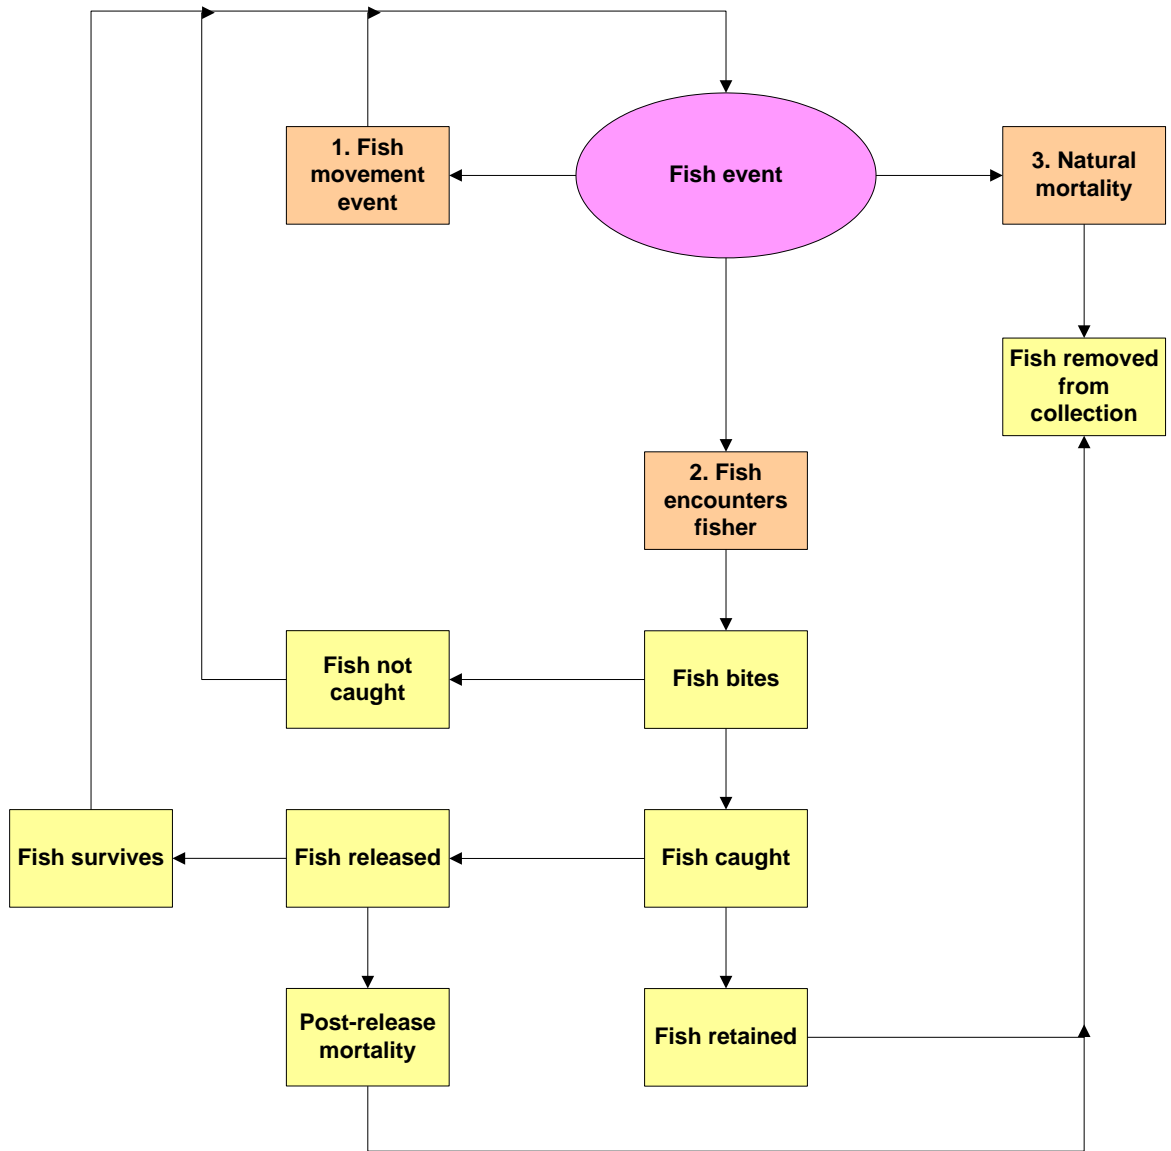 1. Fish
movement
event
Fish event
3. Natural
mortality
Fish removed
from
collection
2. Fish
encounters
fisher
Fish not
caught
Fish bites
Fish survives
Fish released
Fish caught
Post-release
mortality
Fish retained